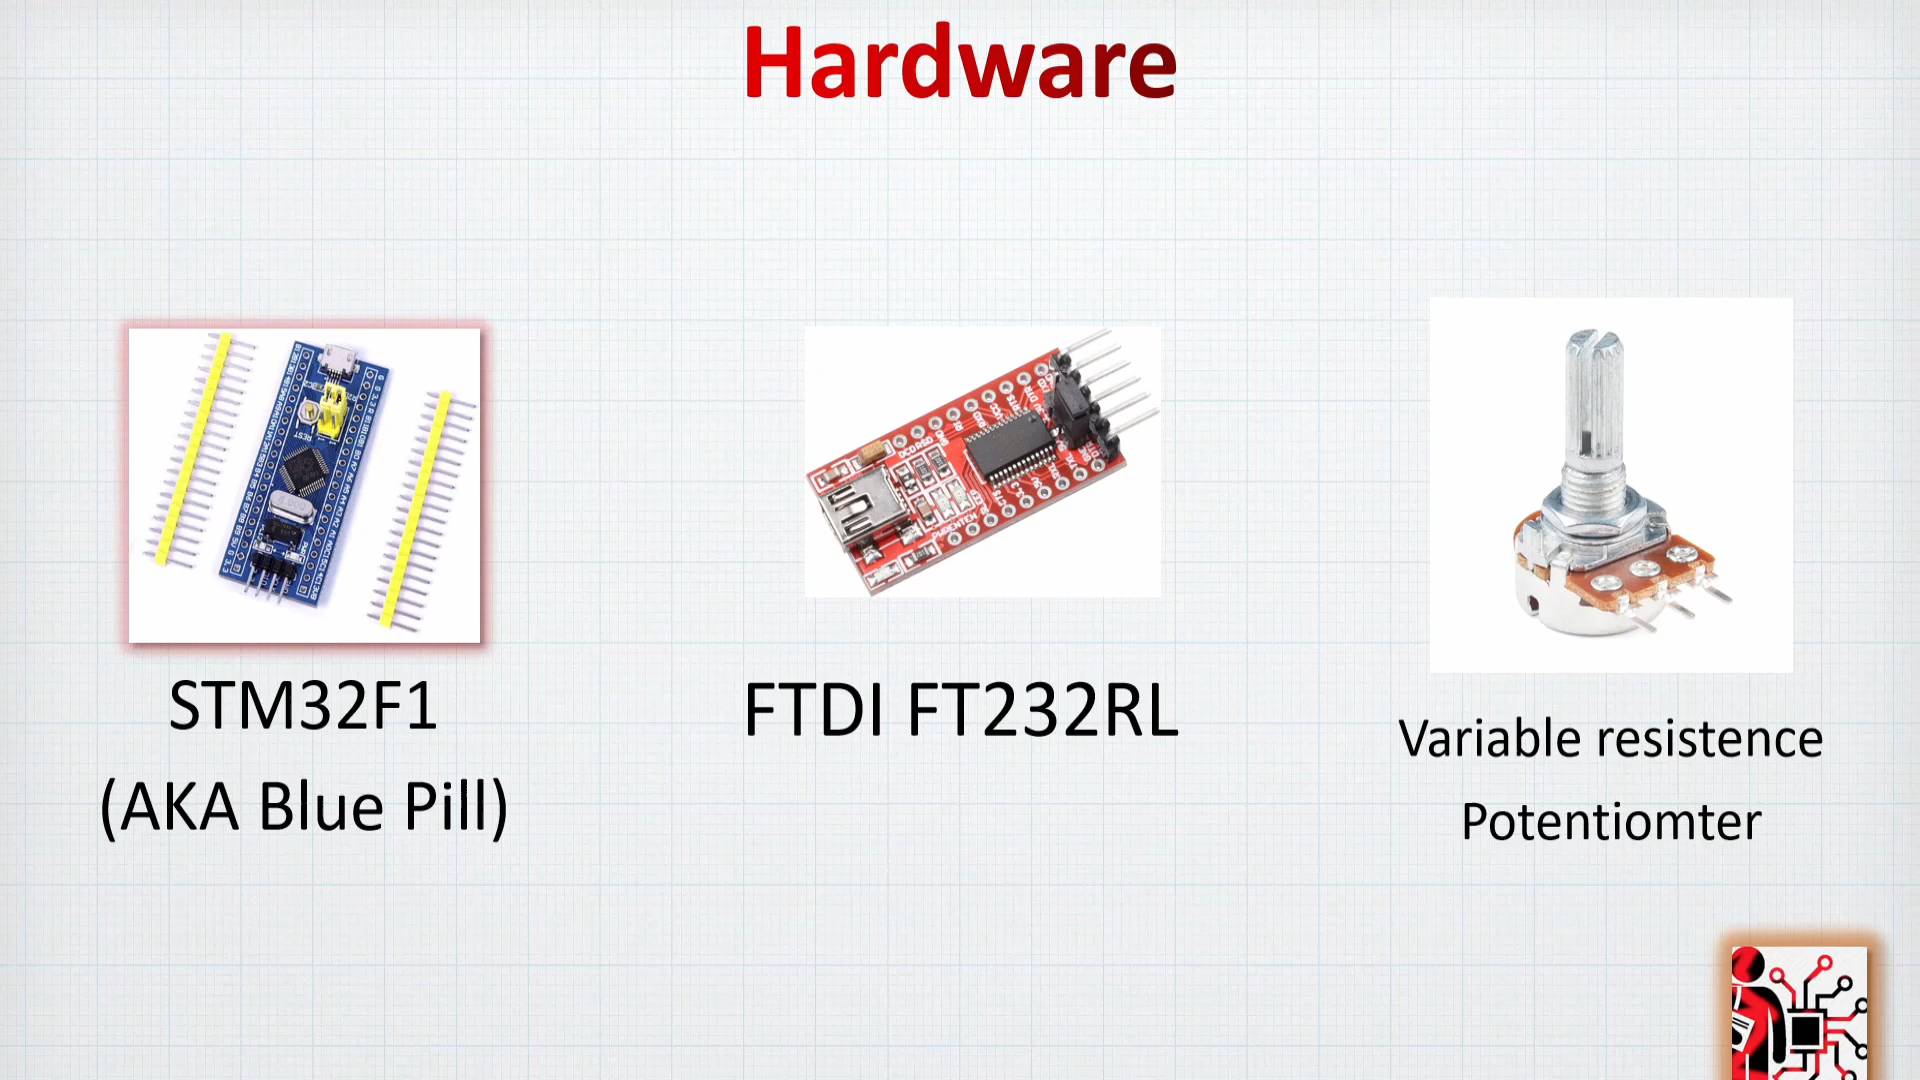 Hardware
STM32F1
(AKA Blue Pill)
FTDI FT232RL
Variable resistence
Potentiomter